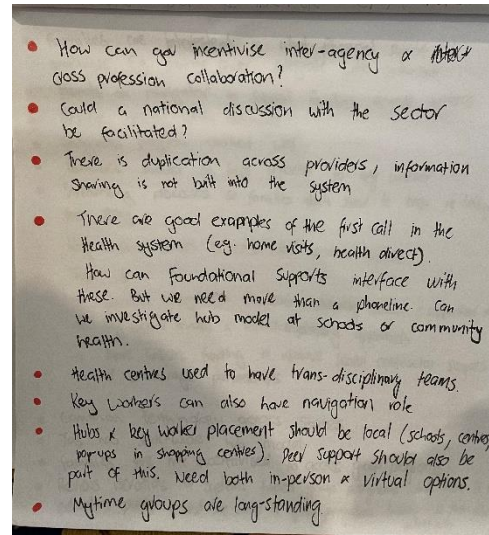 • How can gov incentivise inter-agency &
cross profession collaboration?
• Could a national discussion with the sector
be facilitated?
• There is duplication across providers, information
sharing is not built into the system
• There are good examples of the first call in the
Health system (eg. home visits, health direct).
How can Foundational Supports interface with
these. But we need more than a phoneline. Can
we investigate hub model at schools or community
health.
• Health centres used to have trans-disciplinary teams.
• Key workers can also have navigation role
• Hubs & key worker placement should be local (schools, centres,
pop-ups in shopping centres). Peer support should also be
part of this. Need both in-person & virtual options.
• Mytime groups are long-standing.